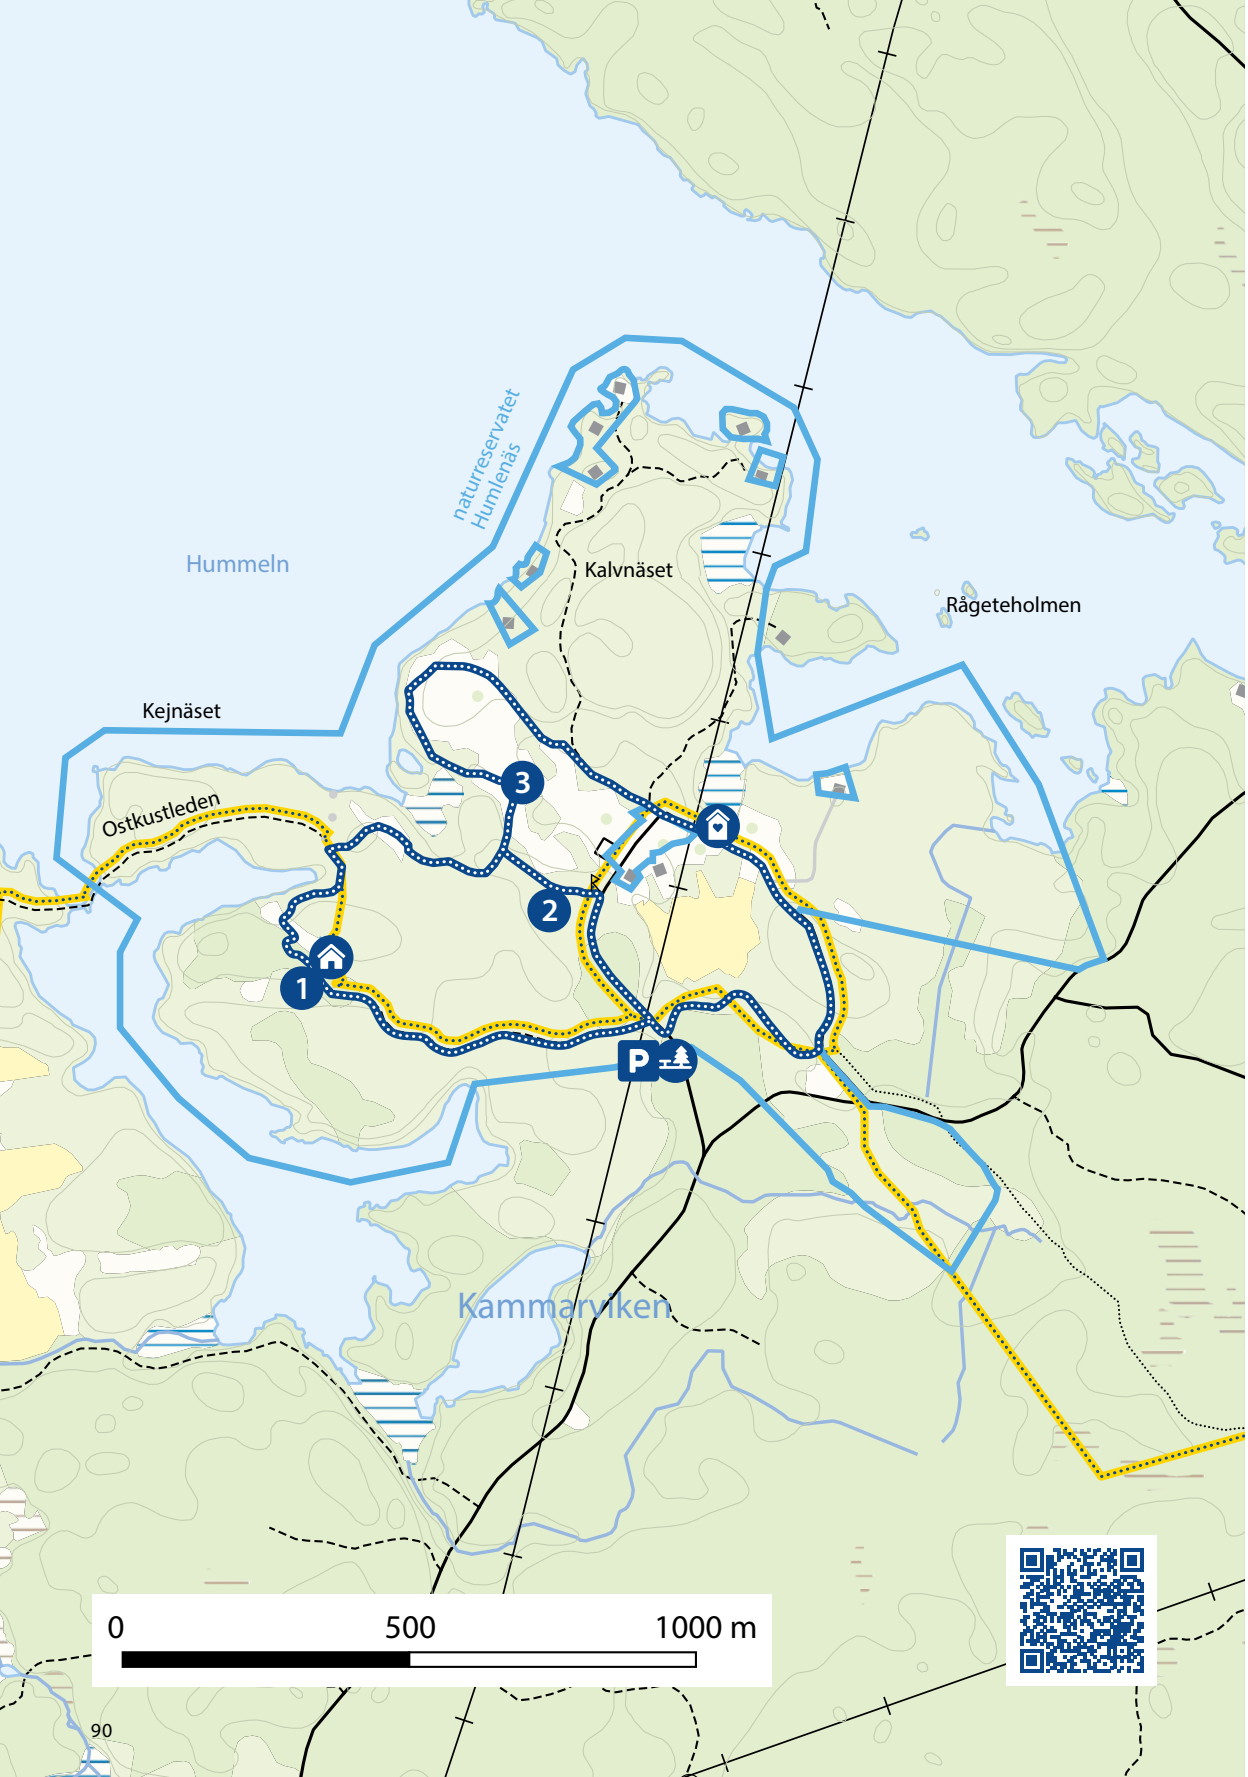 naturreservatet
Humlenäs
Hummeln
Kalvnäset
Rågeteholmen
Kejnäset
3
Ostkustleden
2
1
P
Kammarviken
0 500 1000 m
90